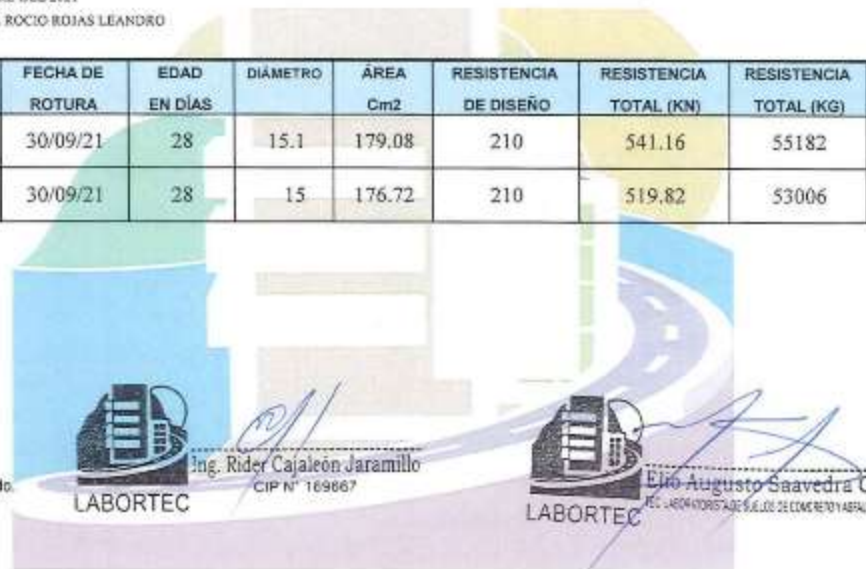 ROCIO ROJAS LEANDRO
FECHA DE ROTURA EDAD EN DÍAS DIÁMETRO ÁREA Cm2 RESISTENCIA DE DISEÑO RESISTENCIA TOTAL (KN) RESISTENCIA TOTAL (KG)
30/09/21 28 15.1 179.08 210 541.16 55182
30/09/21 28 15 176.72 210 519.82 53006
Ing. Rider Cajaleón Jaramillo
CIP N° 169667
LABORTEC
Elio Augusto Saavedra
LABORTEC